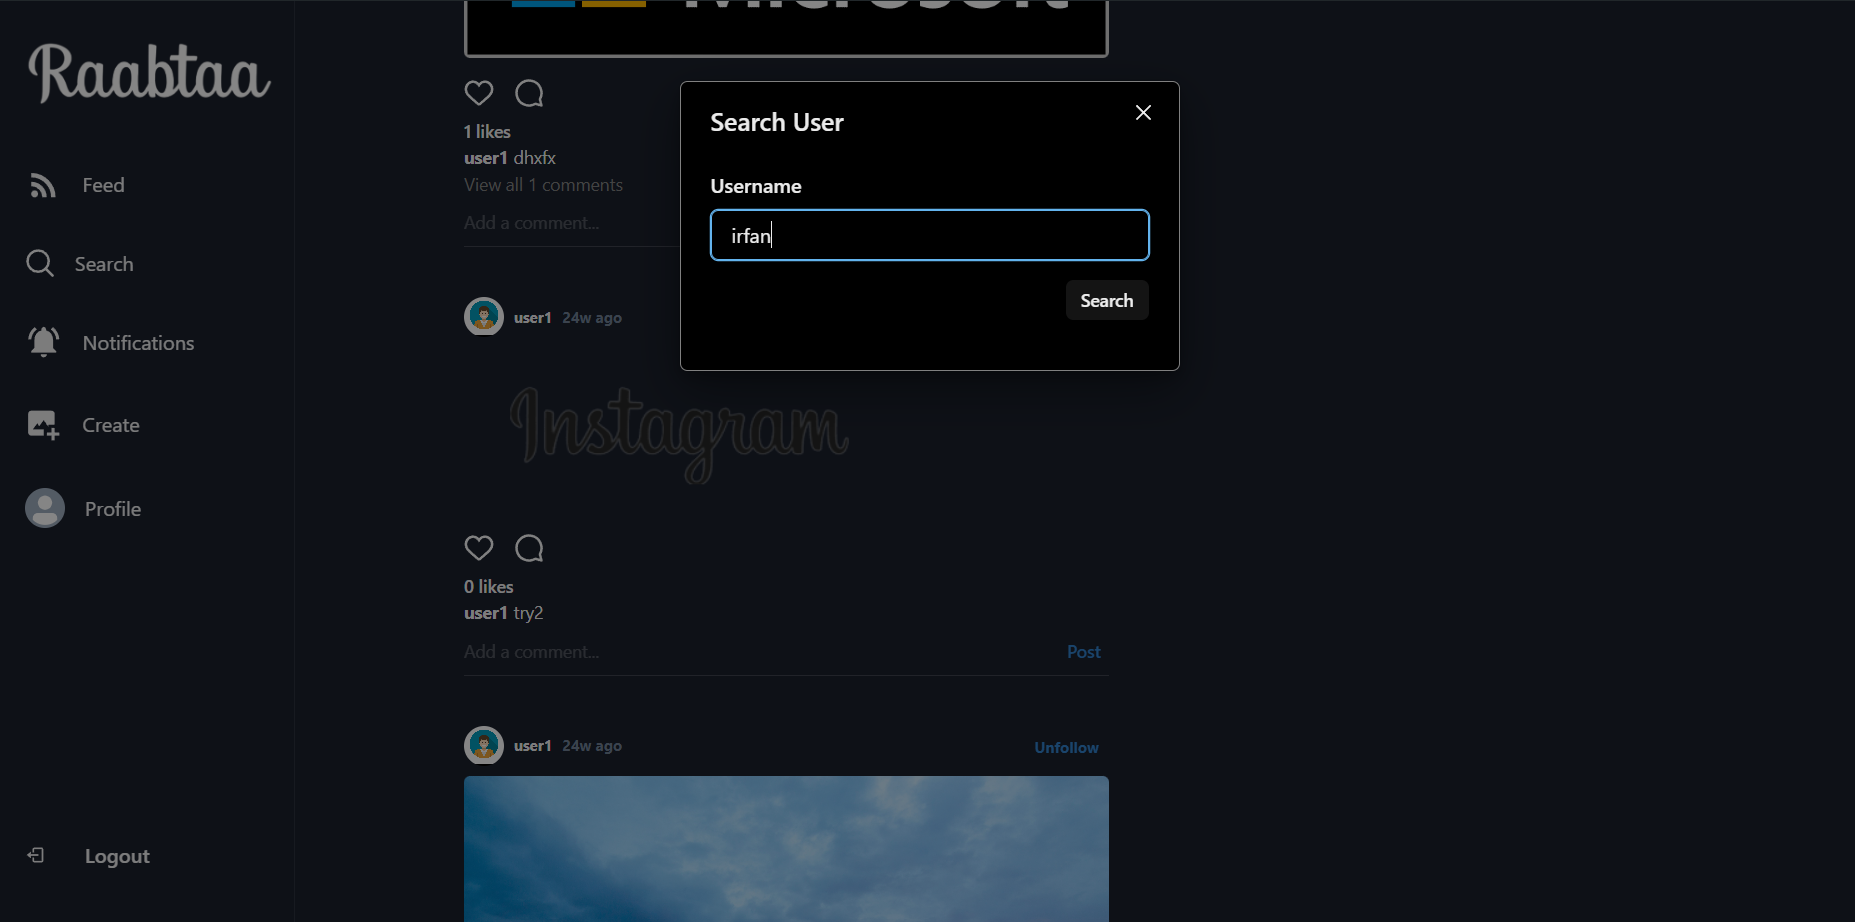 Raabtaa
Feed
Search
Notifications
Create
Profile
Logout
Microsoft
1 likes
user1 dhxfx
View all 1 comments
Add a comment...
user1 24w ago
Instagram
0 likes
user1 try2
Add a comment...
Post
user1 24w ago
Unfollow
Search User
Username
irfan
Search